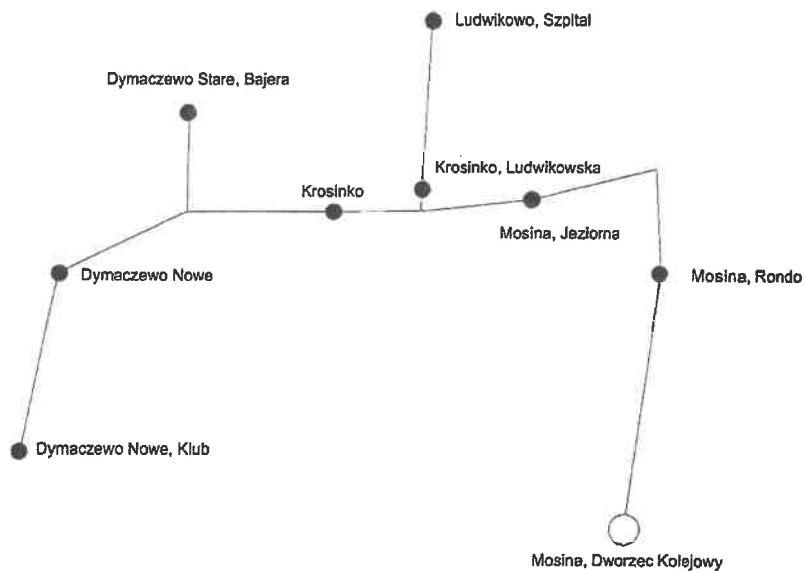 Ludwikowo, Szpital
Dymaczewo Stare, Bajera
Krosinko, Ludwikowska
Krosinko
Mosina, Jeziorna
Dymaczewo Nowe
Mosina, Rondo
Dymaczewo Nowe, Klub
Mosina, Dworzec Kolejowy